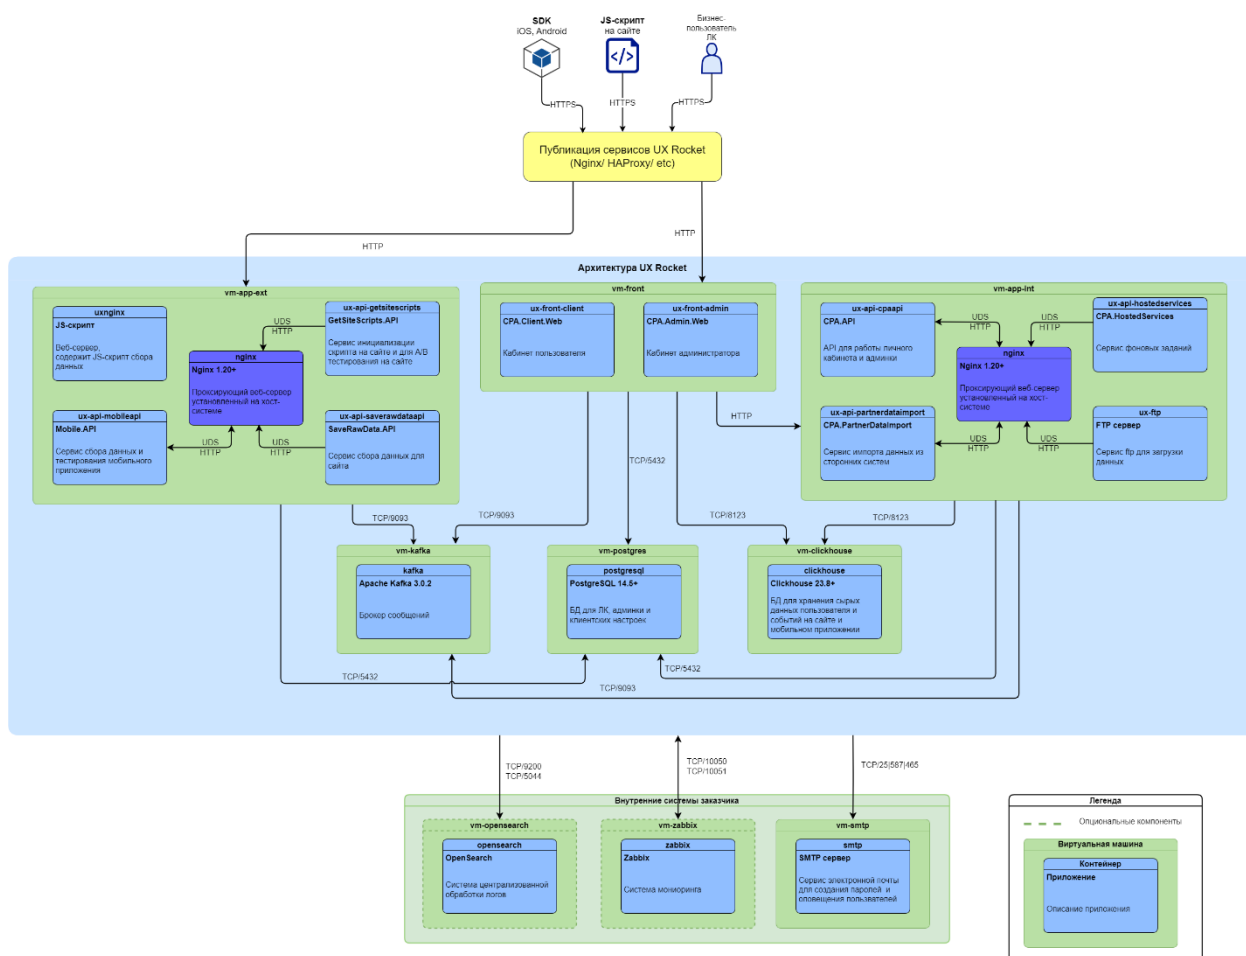 SDK
iOS, Android
JS-скрипт
на сайте
Бизнес-
пользователь
ЛК
HTTPS
HTTPS
HTTPS
Публикация сервисов UX Rocket
(Nginx/ HAProxy/ etc)
HTTP
HTTP
Архитектура UX Rocket
vm-app-ext
uxnginx
JS-скрипт
Веб-сервер,
содержит JS-скрипт сбора
данных
ux-api-getsitescripts
GetSiteScripts.API
Сервис инициализации
скрипта на сайте и для A/B
тестирования на сайте
UDS
HTTP
nginx
Nginx 1.20+
Проксирующий веб-сервер
установленный на хост-
системе
ux-api-mobileapi
Mobile.API
Сервис сбора данных и
тестирования мобильного
приложения
UDS
HTTP
UDS
HTTP
ux-api-saverawdataapi
SaveRawData.API
Сервис сбора данных для
сайта
vm-front
ux-front-client
CPA.Client.Web
Кабинет пользователя
ux-front-admin
CPA.Admin.Web
Кабинет администратора
HTTP
vm-app-int
ux-api-cpaapi
CPA.API
API для работы личного
кабинота и админки
UDS
HTTP
UDS
HTTP
ux-api-hostedservices
CPA.HostedServices
Сервис фоновых заданий
nginx
Nginx 1.20+
Проксирующий веб-сервер
установленный на хост-
системе
ux-api-partnerdataimport
CPA.PartnerDataImport
Сервис импорта данных из
сторонних систем
UDS
HTTP
UDS
HTTP
ux-ftp
FTP сервер
Сервис ftp для загрузки
данных
TCP/9093
TCP/9093
TCP/5432
TCP/8123
TCP/8123
vm-kafka
kafka
Apache Kafka 3.0.2
Брокер сообщений
vm-postgres
postgresql
PostgreSQL 14.5+
БД для ЛК, админки и
клиентских настроек
vm-clickhouse
clickhouse
Clickhouse 23.8+
БД для хранения сырых
данных пользователя и
событий на сайте и
мобильном приложении
TCP/5432
TCP/5432
TCP/9093
TCP/9200
TCP/5044
TCP/10050
TCP/10051
TCP/25|587|465
Внутренние системы заказчика
vm-opensearch
opensearch
OpenSearch
Система централизованной
обработки логов
vm-zabbix
zabbix
Zabbix
Система мониоринга
vm-smtp
smtp
SMTP сервер
Сервис электронной почты
для создания паролей и
оповещения пользвателей
Легенда
Опциональные компоненты
Виртуальная машина
Контейнер
Приложение
Описание приложения